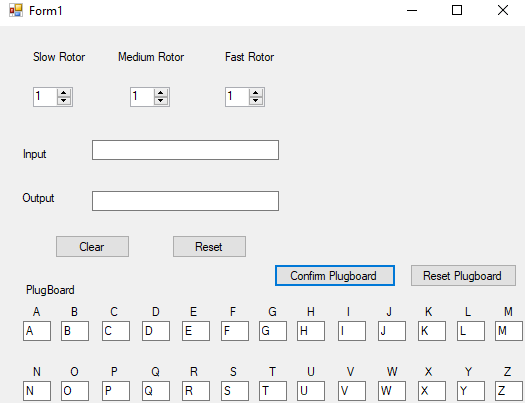 Form1
Slow Rotor Medium Rotor Fast Rotor
1 1 1
Input
Output
Clear Reset
Confirm Plugboard Reset Plugboard
PlugBoard
A B C D E F G H I J K L M
A B C D E F G H I J K L M
N O P Q R S T U V W X Y Z
N O P Q R S T U V W X Y Z